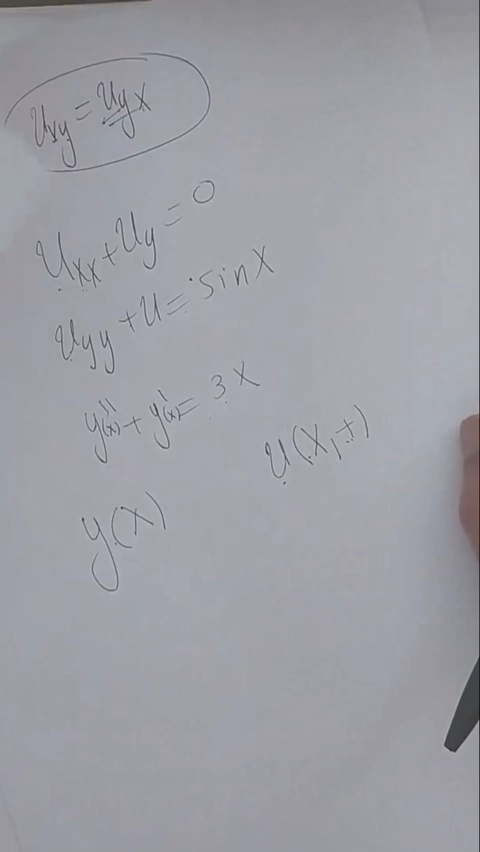 Uxy = Uyx
Uxx + Uy = 0
Uyy + U = sin x
y''(x) + y'(x) = 3x
u(x,t)
y(x)